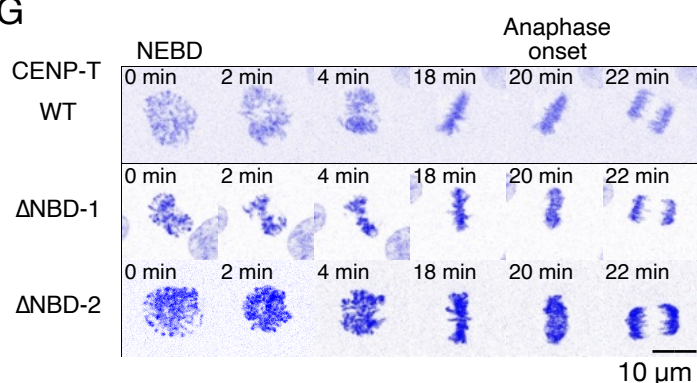 G
NEBD
Anaphase
onset
CENP-T
WT
0 min 2 min 4 min 18 min 20 min 22 min
ΔNBD-1
0 min 2 min 4 min 18 min 20 min 22 min
ΔNBD-2
0 min 2 min 4 min 18 min 20 min 22 min
10 μm